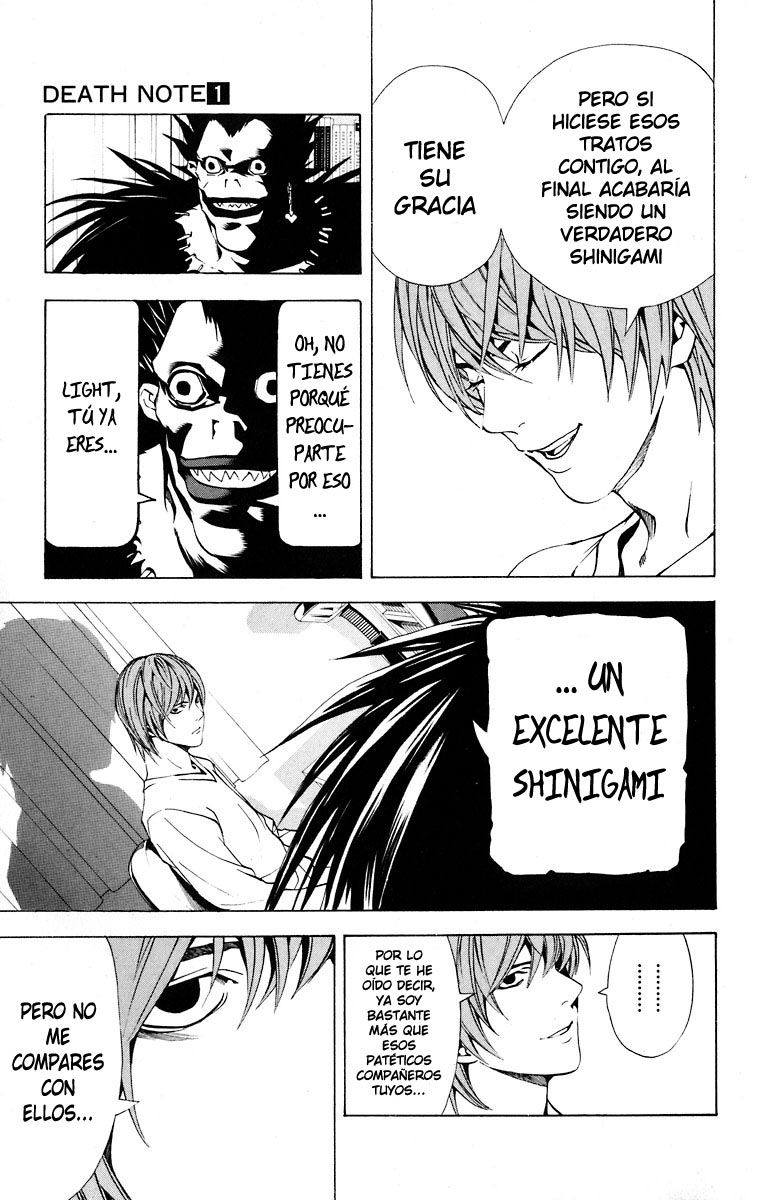 DEATH NOTE 1
PERO SI
HICIESE ESOS
TRATOS
CONTIGO, AL
FINAL ACABARÍA
SIENDO UN
VERDADERO
SHINIGAMI
TIENE
SU
GRACIA
OH, NO
TIENES
PORQUÉ
PREOCU-
PARTE
POR ESO
...
LIGHT,
TÚ YA
ERES...
... UN
EXCELENTE
SHINIGAMI
.........
POR LO
QUE TE HE
OÍDO DECIR,
YA SOY
BASTANTE
MÁS QUE
ESOS
PATÉTICOS
COMPAÑEROS
TUYOS...
PERO NO
ME
COMPARES
CON
ELLOS...